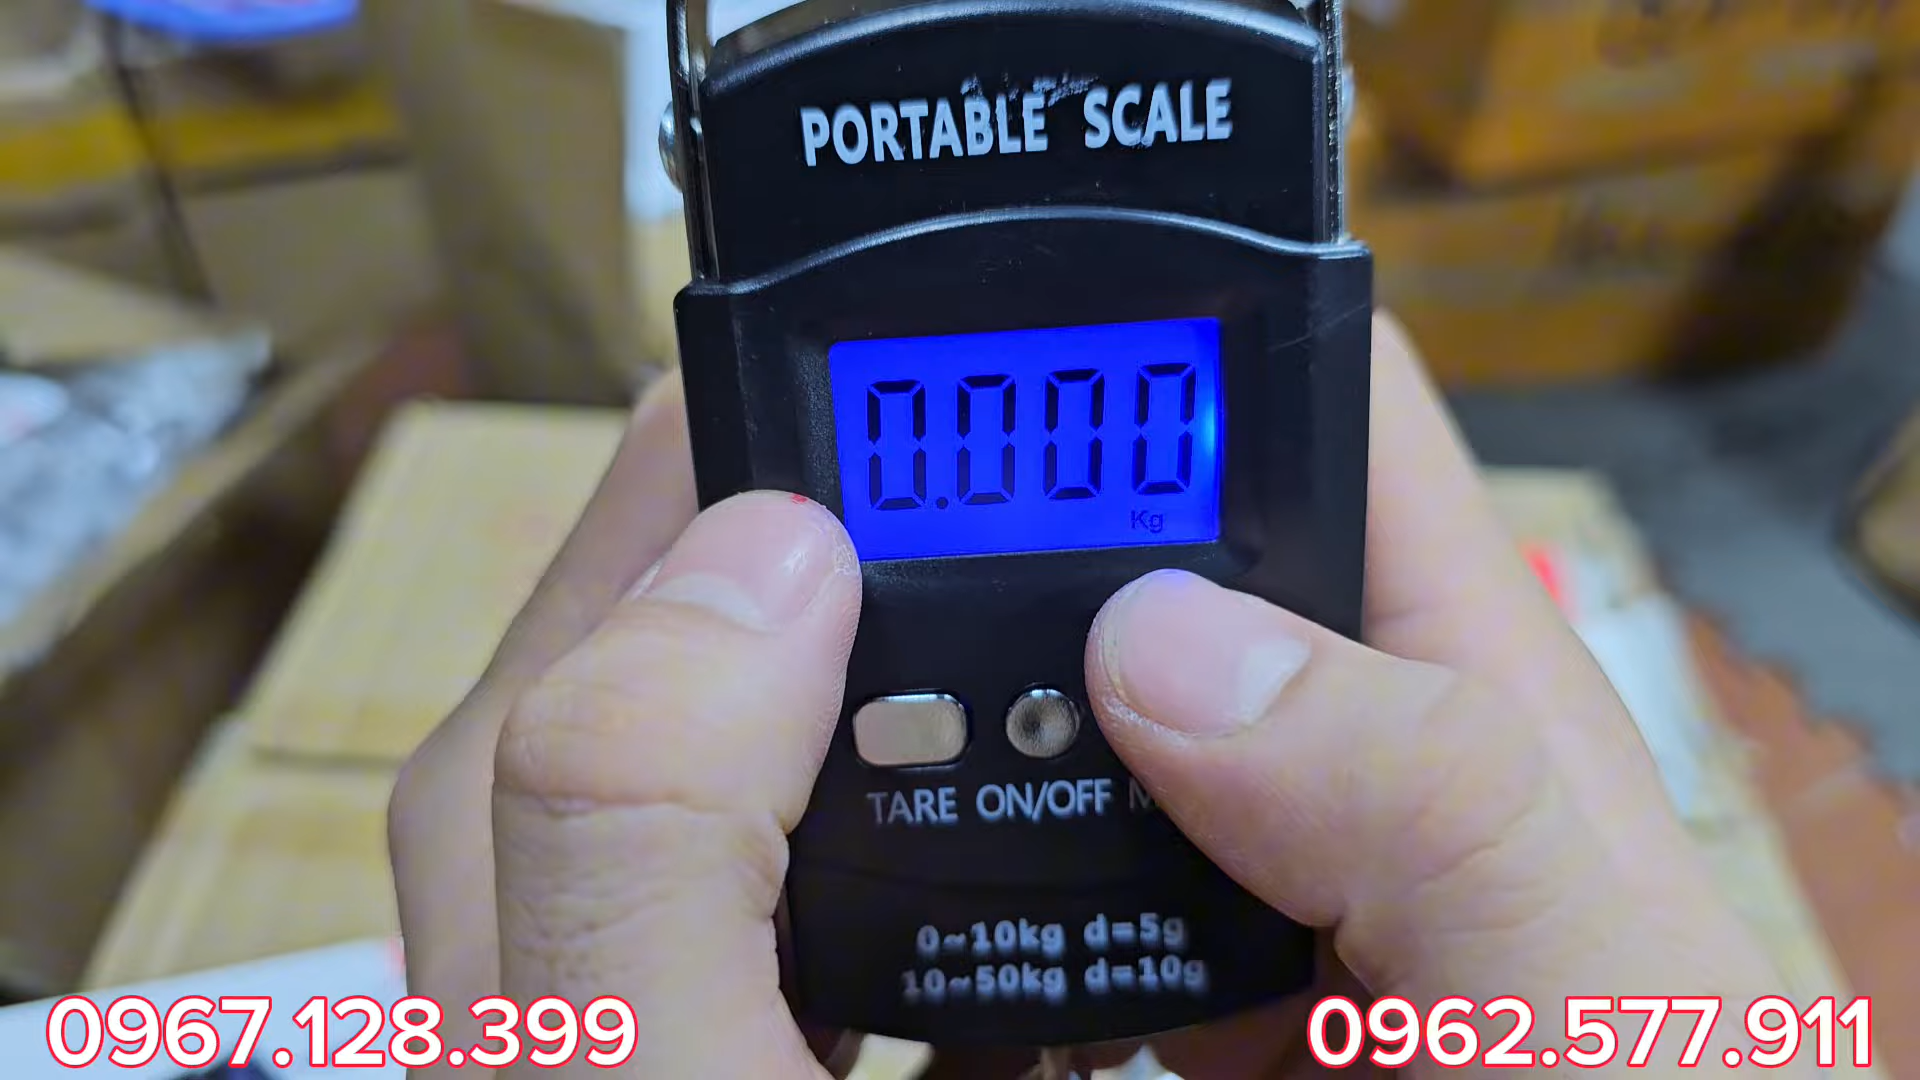 PORTABLE SCALE
0.000
Kg
TARE ON/OFF M
0~10kg d=5g
10~50kg d=10g
0967.128.399
0962.577.911